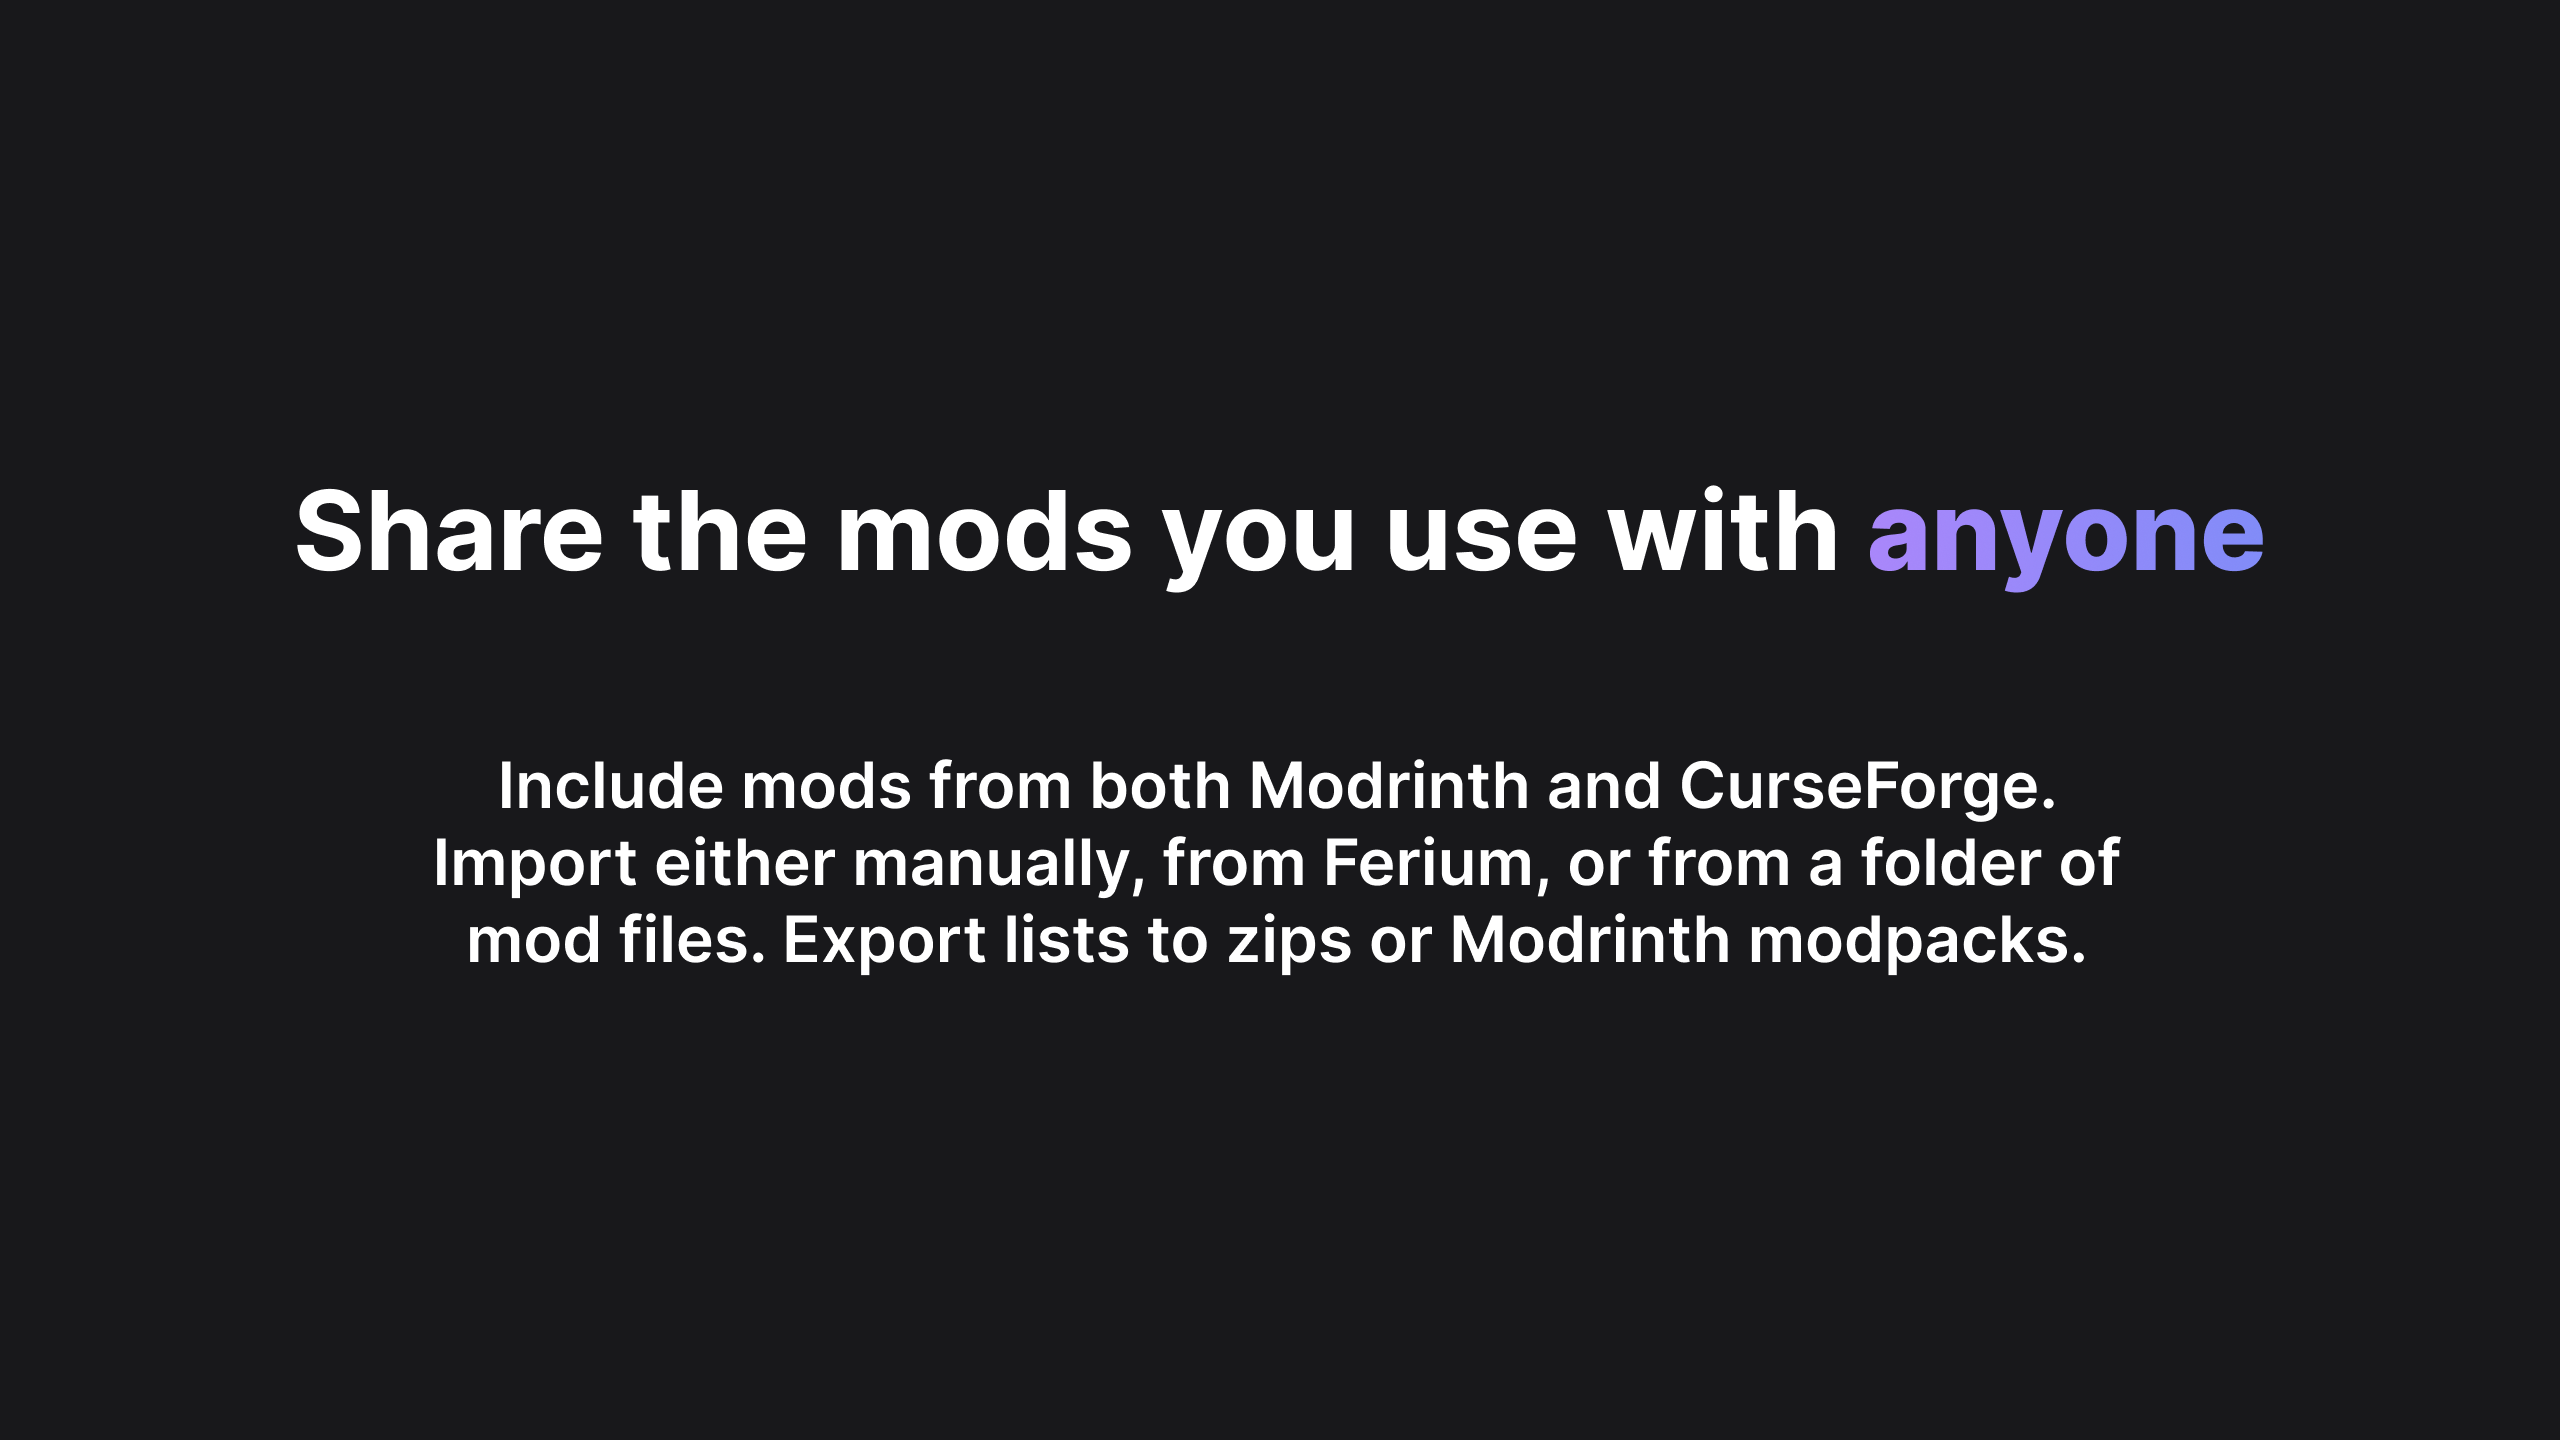 Share the mods you use with anyone
Include mods from both Modrinth and CurseForge.
Import either manually, from Ferium, or from a folder of
mod files. Export lists to zips or Modrinth modpacks.